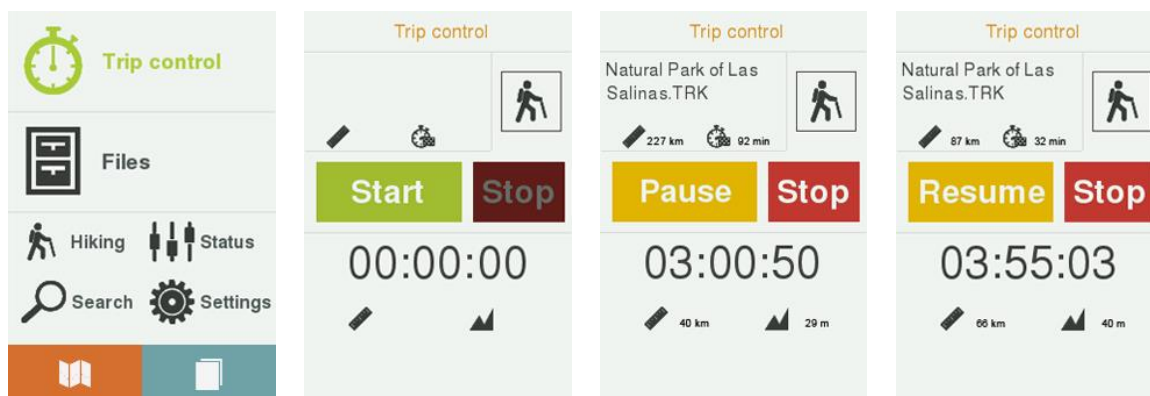 Trip control
Files
Hiking
Status
Search
Settings
Trip control
Start
Stop
00:00:00
Trip control
Natural Park of Las
Salinas.TRK
227 km
92 min
Pause
Stop
03:00:50
40 km
29 m
Trip control
Natural Park of Las
Salinas.TRK
87 km
32 min
Resume
Stop
03:55:03
66 km
40 m